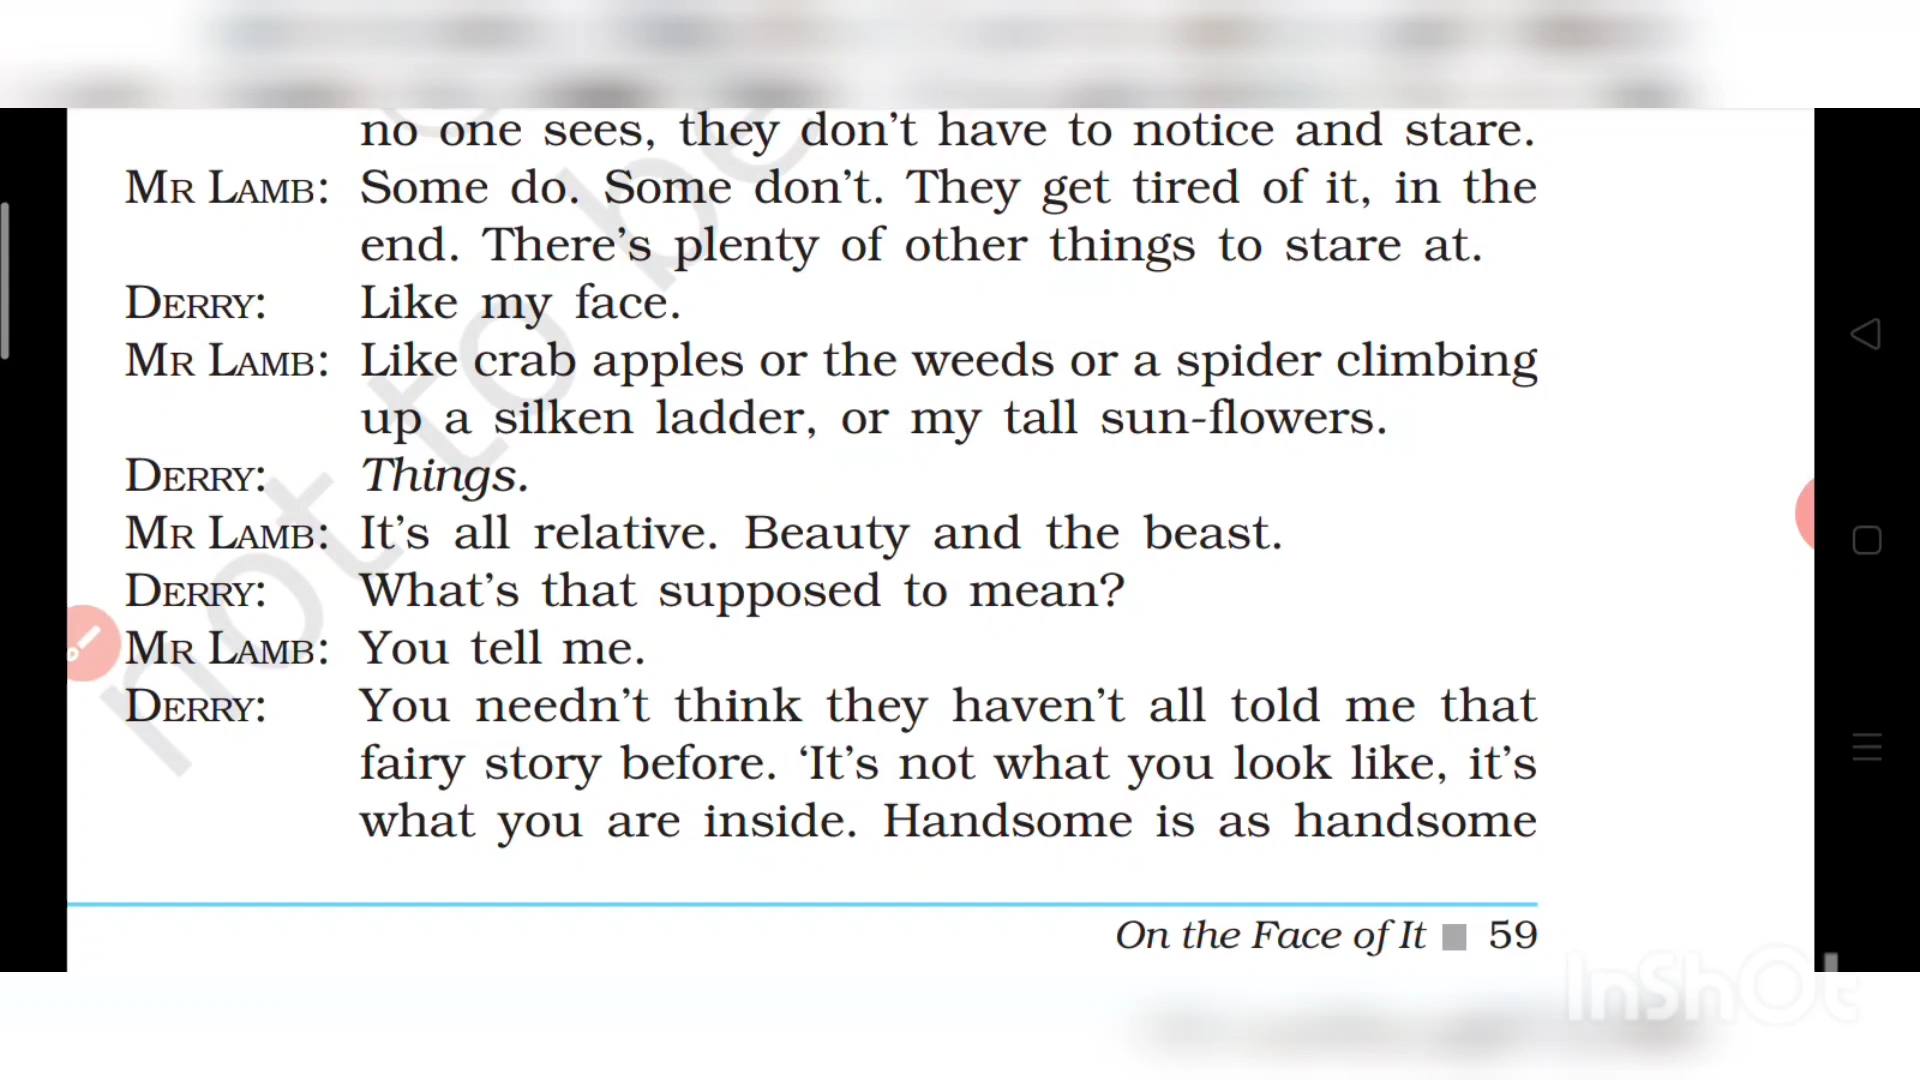 no one sees, they don't have to notice and stare.
MR LAMB: Some do. Some don't. They get tired of it, in the
end. There's plenty of other things to stare at.
DERRY: Like my face.
MR LAMB: Like crab apples or the weeds or a spider climbing
up a silken ladder, or my tall sun-flowers.
DERRY: Things.
MR LAMB: It's all relative. Beauty and the beast.
DERRY: What's that supposed to mean?
MR LAMB: You tell me.
DERRY: You needn't think they haven't all told me that
fairy story before. ‘It's not what you look like, it's
what you are inside. Handsome is as handsome
On the Face of It ■ 59
not to be
InShOt